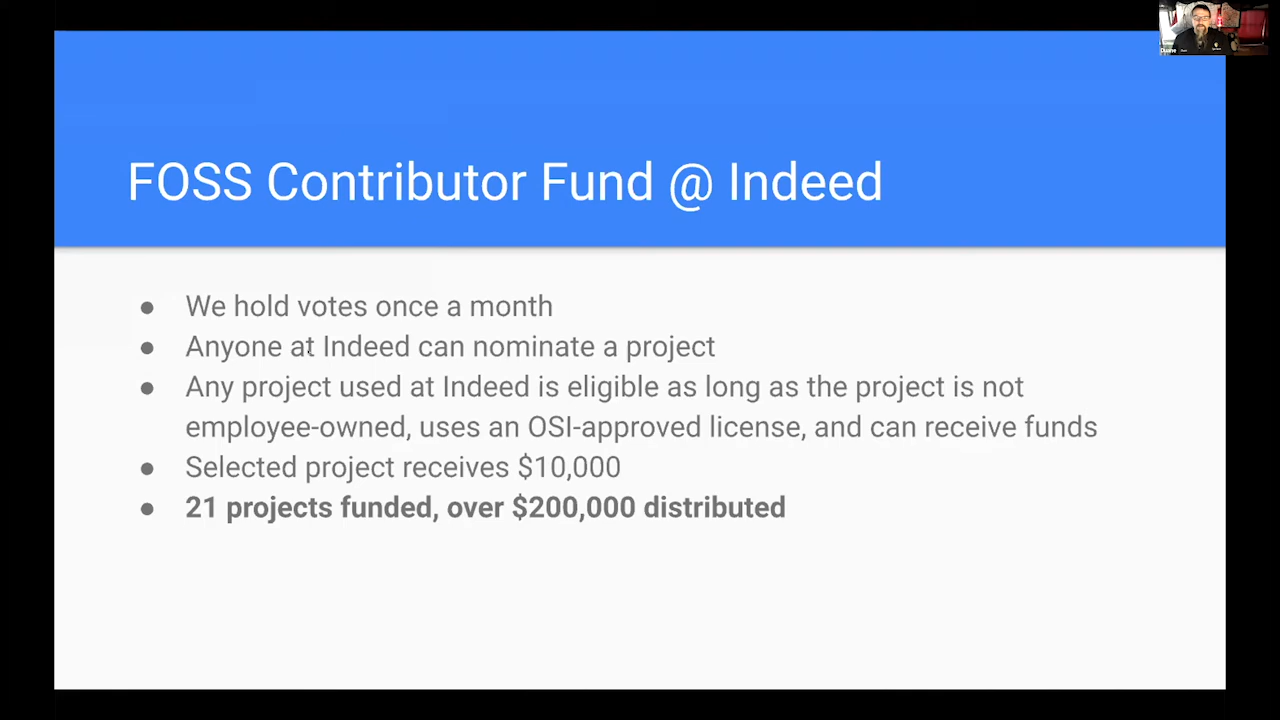 Duane
FOSS Contributor Fund @ Indeed
● We hold votes once a month
● Anyone at Indeed can nominate a project
● Any project used at Indeed is eligible as long as the project is not
employee-owned, uses an OSI-approved license, and can receive funds
● Selected project receives $10,000
● 21 projects funded, over $200,000 distributed